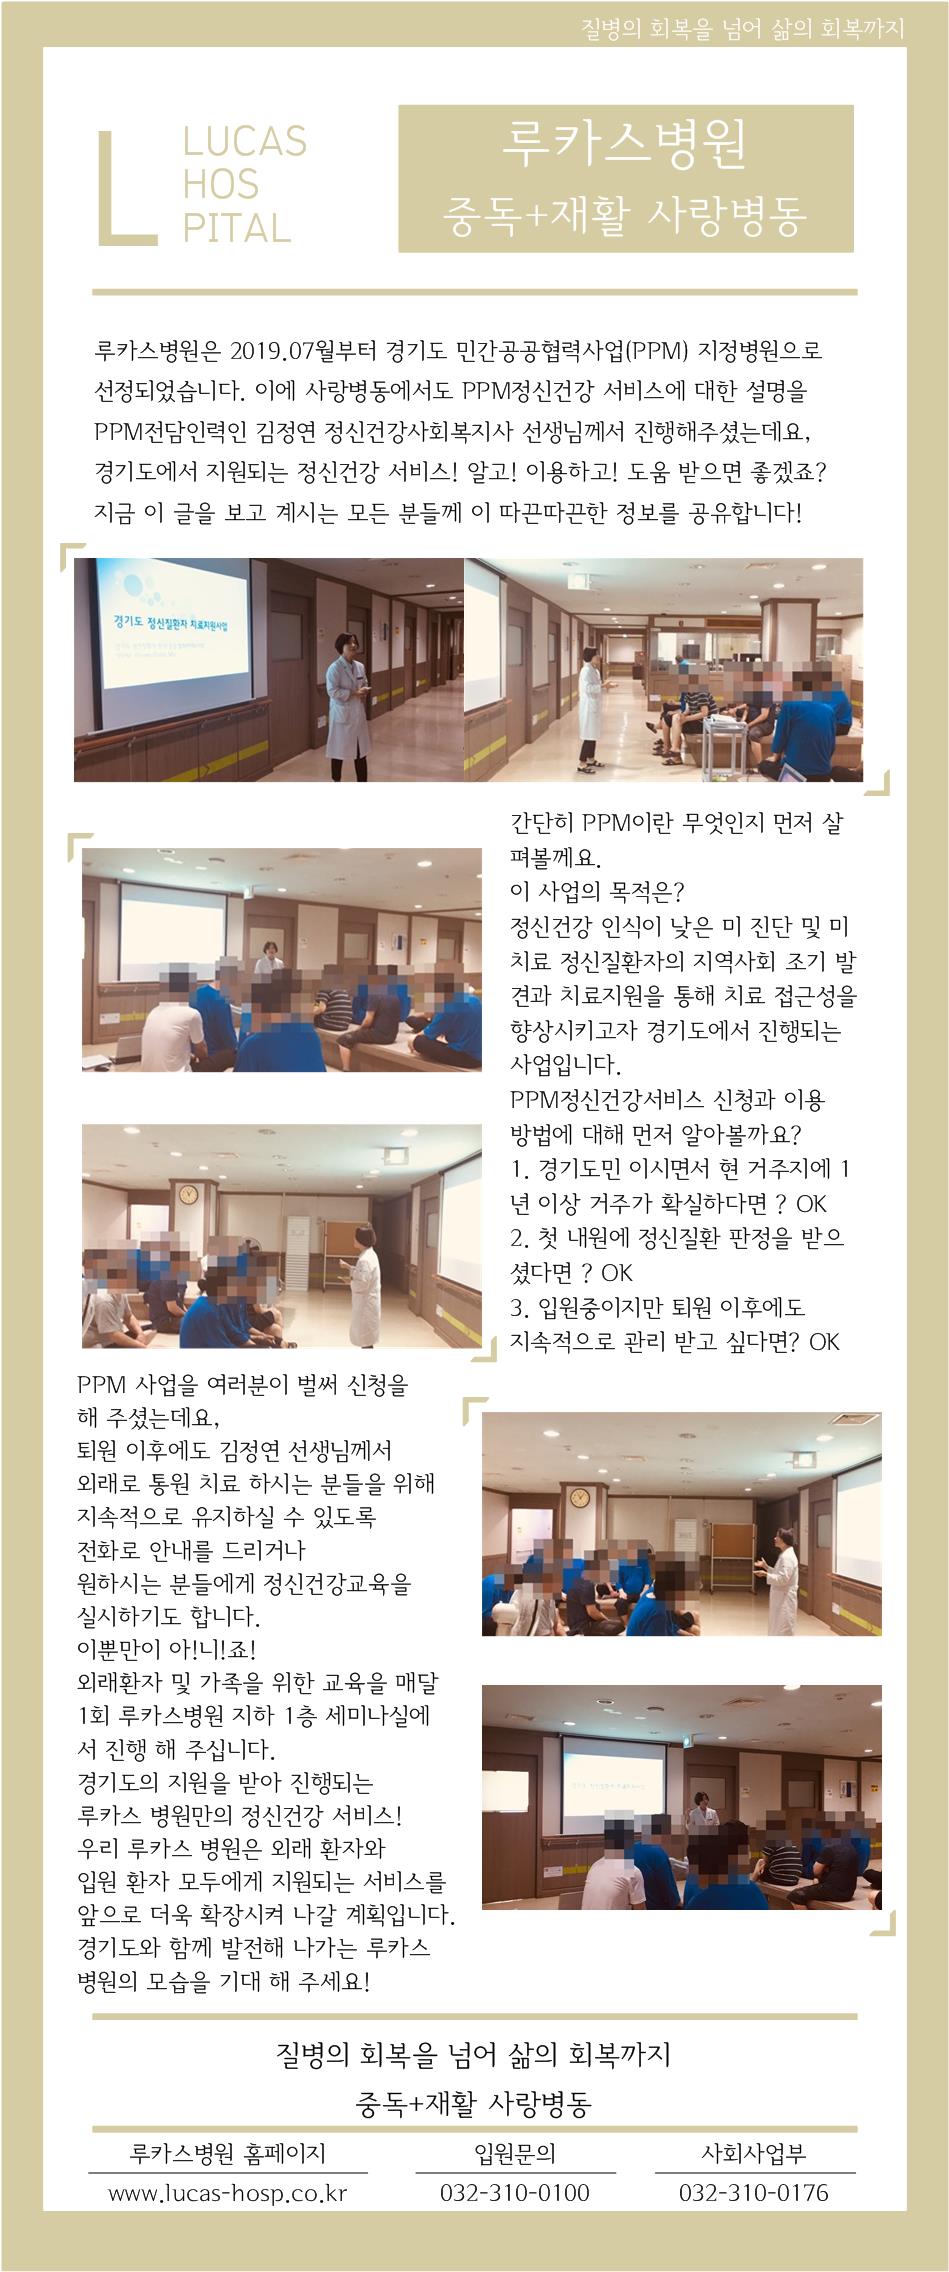 질병의 회복을 넘어 삶의 회복까지
L
LUCAS
HOS
PITAL
루카스병원
중독+재활 사랑병동
루카스병원은 2019.07월부터 경기도 민간공공협력사업(PPM) 지정병원으로
선정되었습니다. 이에 사랑병동에서도 PPM정신건강 서비스에 대한 설명을
PPM전담인력인 김정연 정신건강사회복지사 선생님께서 진행해주셨는데요,
경기도에서 지원되는 정신건강 서비스! 알고! 이용하고! 도움 받으면 좋겠죠?
지금 이 글을 보고 계시는 모든 분들께 이 따끈따끈한 정보를 공유합니다!
경기도 정신질환자 치료지원사업
간단히 PPM이란 무엇인지 먼저 살
펴볼께요.
이 사업의 목적은?
정신건강 인식이 낮은 미 진단 및 미
치료 정신질환자의 지역사회 조기 발
견과 치료지원을 통해 치료 접근성을
향상시키고자 경기도에서 진행되는
사업입니다.
PPM정신건강서비스 신청과 이용
방법에 대해 먼저 알아볼까요?
1. 경기도민 이시면서 현 거주지에 1
년 이상 거주가 확실하다면 ? OK
2. 첫 내원에 정신질환 판정을 받으
셨다면 ? OK
3. 입원중이지만 퇴원 이후에도
지속적으로 관리 받고 싶다면? OK
PPM 사업을 여러분이 벌써 신청을
해 주셨는데요,
퇴원 이후에도 김정연 선생님께서
외래로 통원 치료 하시는 분들을 위해
지속적으로 유지하실 수 있도록
전화로 안내를 드리거나
원하시는 분들에게 정신건강교육을
실시하기도 합니다.
이뿐만이 아!니!죠!
외래환자 및 가족을 위한 교육을 매달
1회 루카스병원 지하 1층 세미나실에
서 진행 해 주십니다.
경기도의 지원을 받아 진행되는
루카스 병원만의 정신건강 서비스!
우리 루카스 병원은 외래 환자와
입원 환자 모두에게 지원되는 서비스를
앞으로 더욱 확장시켜 나갈 계획입니다.
경기도와 함께 발전해 나가는 루카스
병원의 모습을 기대 해 주세요!
질병의 회복을 넘어 삶의 회복까지
중독+재활 사랑병동
루카스병원 홈페이지 입원문의 사회사업부
www.lucas-hosp.co.kr 032-310-0100 032-310-0176